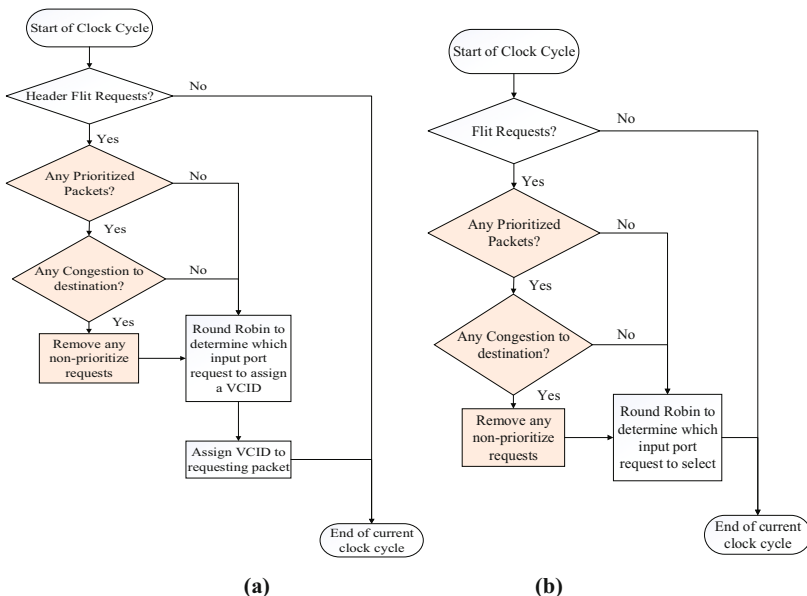 Start of Clock Cycle
Header Flit Requests?
No
Yes
Any Prioritized
Packets?
No
Yes
Any Congestion to
destination?
No
Yes
Remove any
non-prioritize
requests
Round Robin to
determine which
input port
request to assign
a VCID
Assign VCID to
requesting packet
End of current
clock cycle
(a)
Start of Clock Cycle
Flit Requests?
No
Yes
Any Prioritized
Packets?
No
Yes
Any Congestion to
destination?
No
Yes
Remove any
non-prioritize
requests
Round Robin to
determine which
input port
request to select
End of current
clock cycle
(b)